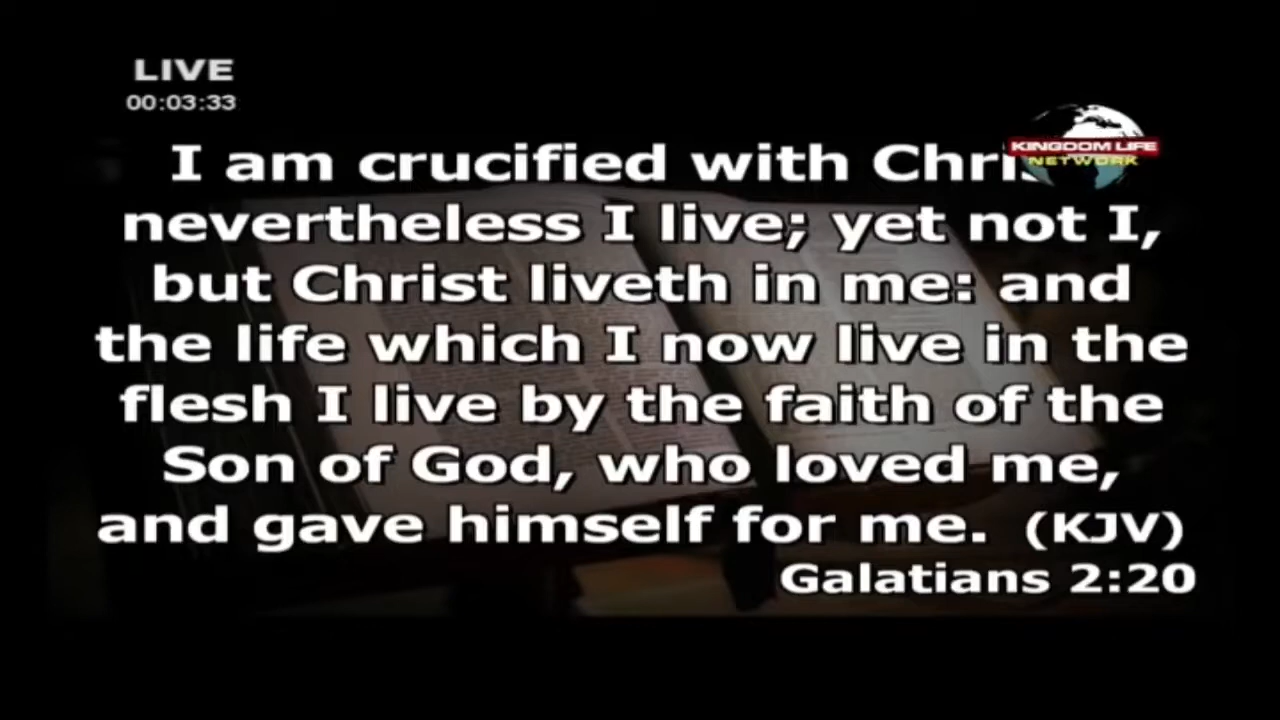 LIVE
00:03:33
KINGDOM LIFE
NETWORK
I am crucified with
nevertheless I live; yet not I,
but Christ liveth in me: and
the life which I now live in the
flesh I live by the faith of the
Son of God, who loved me,
and gave himself for me. (KJV)
Galatians 2:20